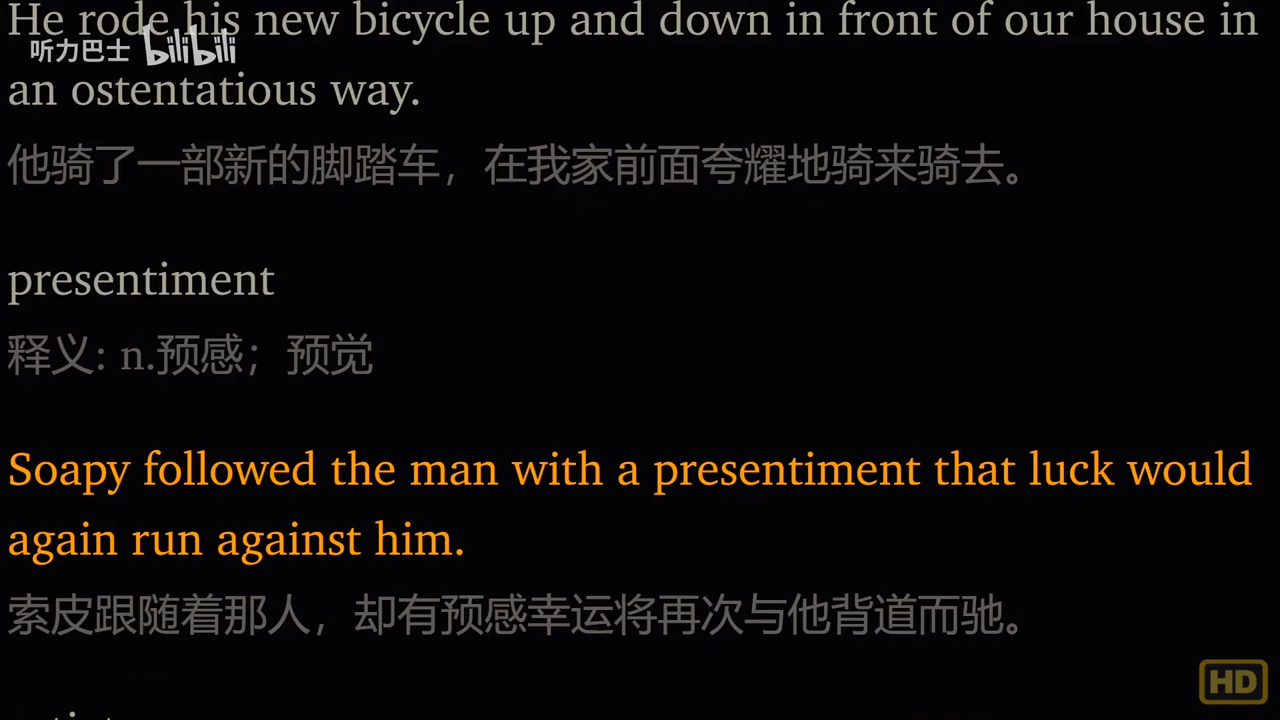 He rode his new bicycle up and down in front of our house in
听力巴士 bilibili
an ostentatious way.
他骑了一部新的脚踏车，在我家前面夸耀地骑来骑去。
presentiment
释义: n.预感；预觉
Soapy followed the man with a presentiment that luck would
again run against him.
索皮跟随着那人，却有预感幸运将再次与他背道而驰。
HD